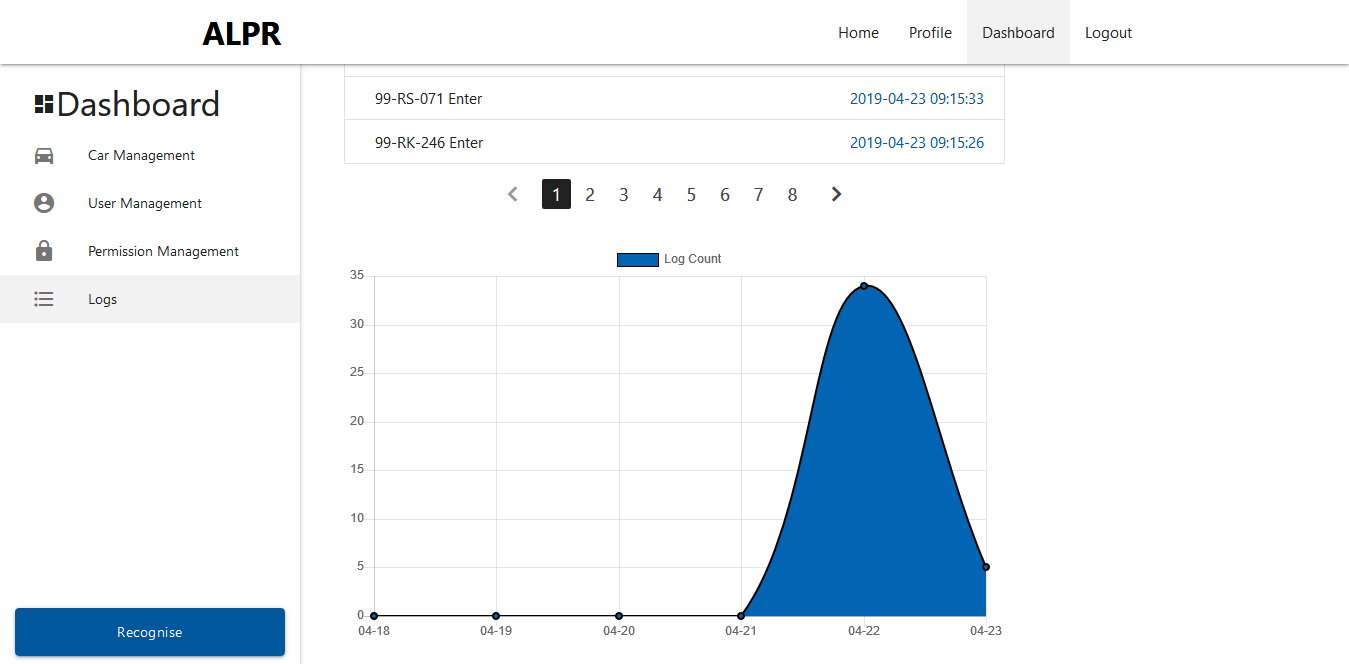 ALPR
Home Profile Dashboard Logout
Dashboard
Car Management
User Management
Permission Management
Logs
Recognise
99-RS-071 Enter 2019-04-23 09:15:33
99-RK-246 Enter 2019-04-23 09:15:26
1 2 3 4 5 6 7 8
Log Count
35
30
25
20
15
10
5
0
04-18 04-19 04-20 04-21 04-22 04-23